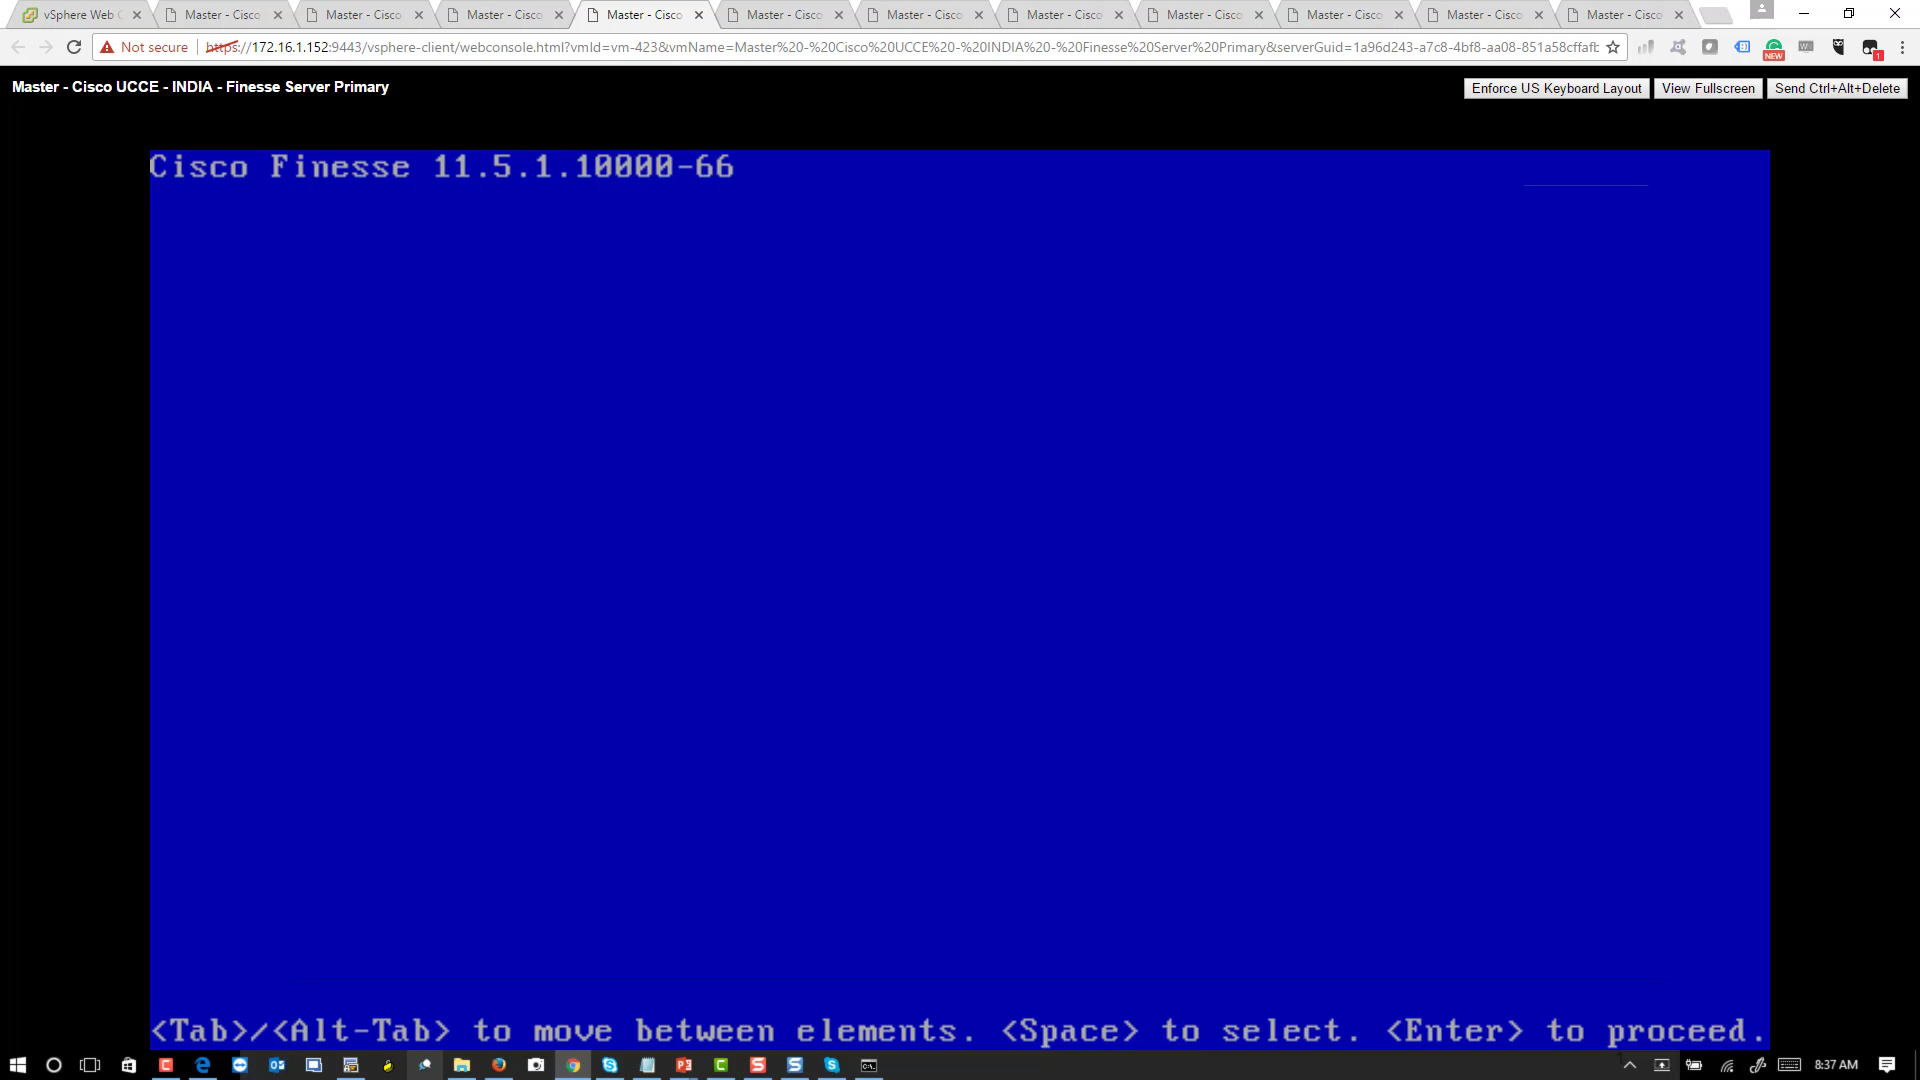 vSphere Web C
Master - Cisco
Master - Cisco
Master - Cisco
Master - Cisco
Master - Cisco
Master - Cisco
Master - Cisco
Master - Cisco
Master - Cisco
Master - Cisco
Master - Cisco
Not secure https://172.16.1.152:9443/vsphere-client/webconsole.html?vmId=vm-423&vmName=Master%20-%20Cisco%20UCCE%20-%20INDIA%20-%20Finesse%20Server%20Primary&serverGuid=1a96d243-a7c8-4bf8-aa08-851a58cffaft
NEW
1
Master - Cisco UCCE - INDIA - Finesse Server Primary
Enforce US Keyboard Layout View Fullscreen Send Ctrl+Alt+Delete
Cisco Finesse 11.5.1.10000-66
<Tab>/<Alt-Tab> to move between elements. <Space> to select. <Enter> to proceed.
8:37 AM